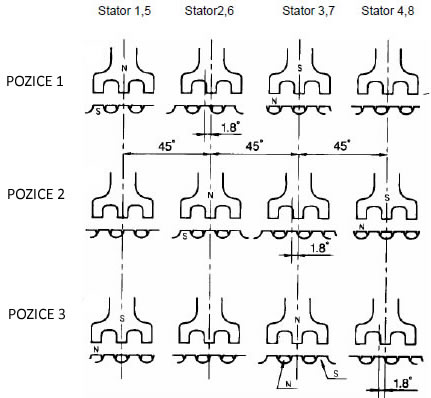 Stator 1,5 Stator2,6 Stator 3,7 Stator 4,8
POZICE 1
N S
S N
1.8°
45° 45° 45°
POZICE 2
N S
S N
1.8°
POZICE 3
S N
N
1.8°
N S